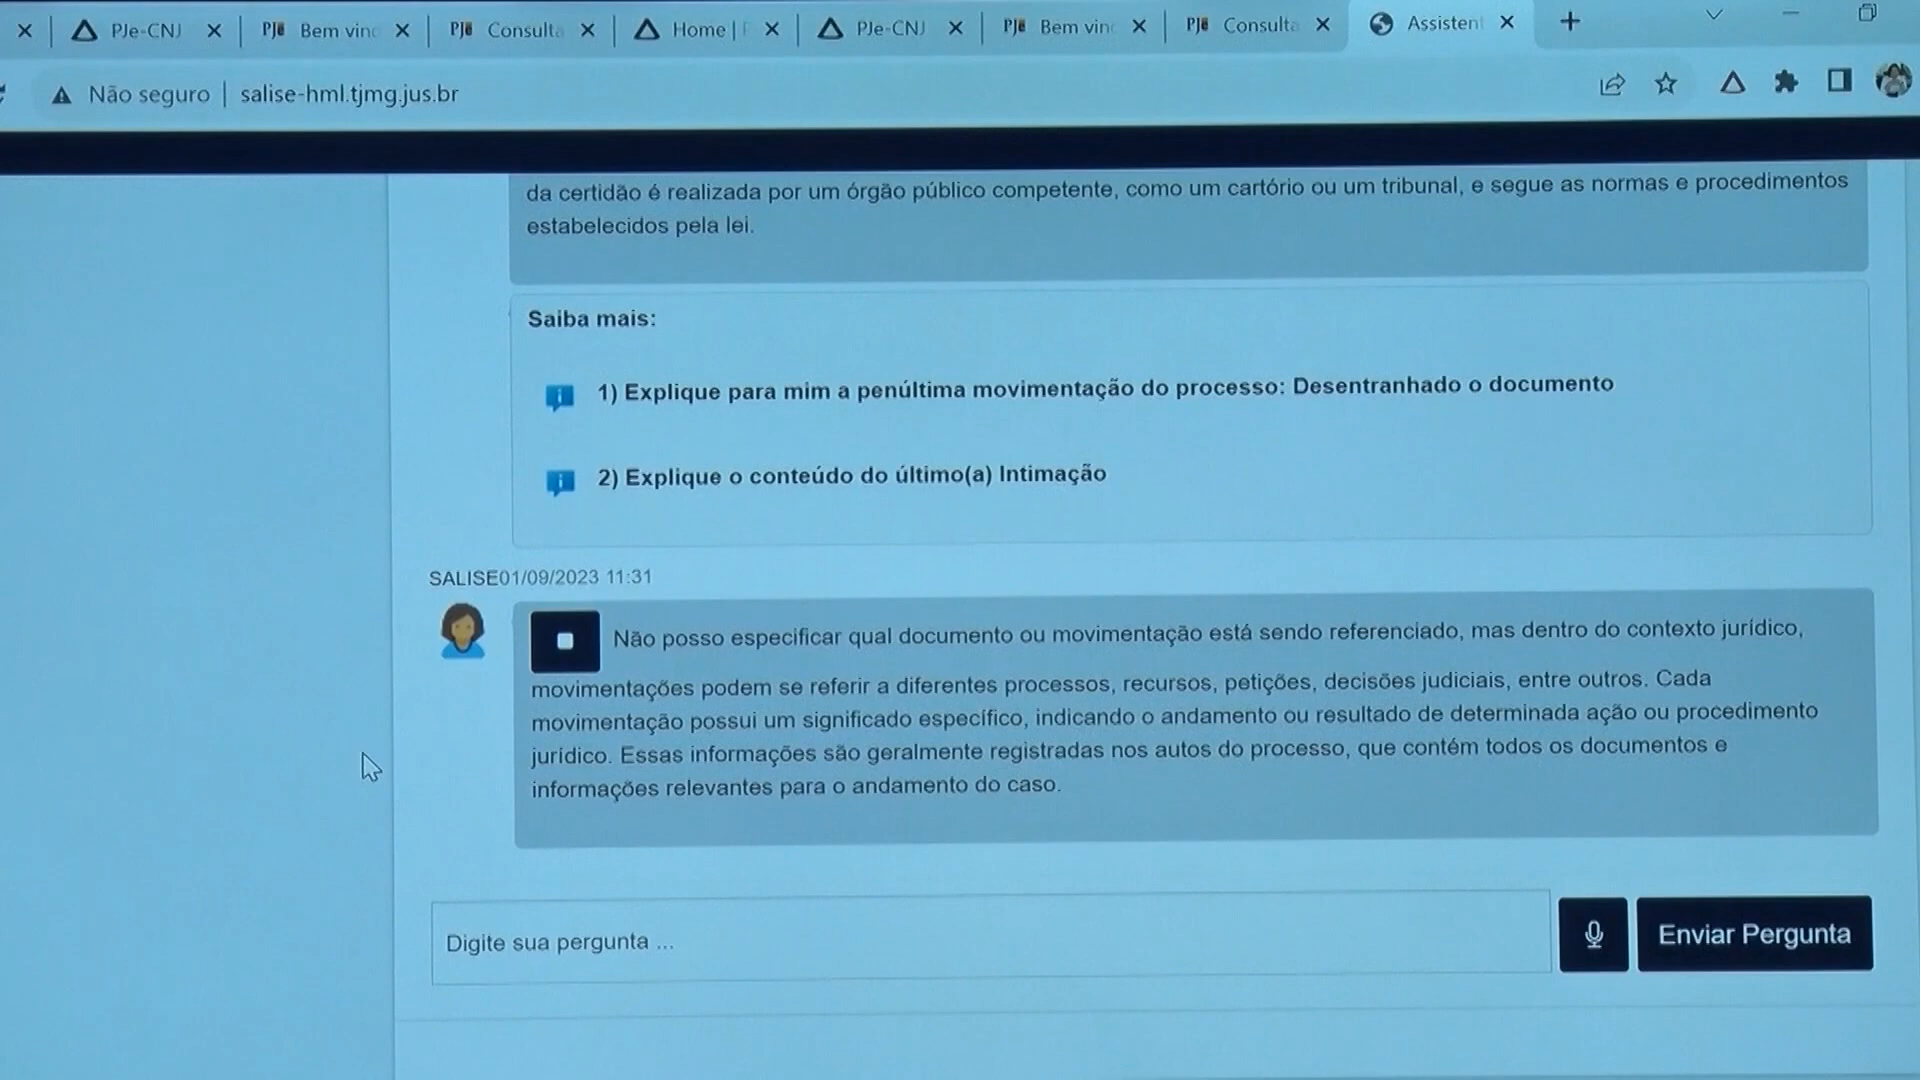 PJe-CNJ
PJe Bem vinc
PJe Consulta
Home | F
PJe-CNJ
PJe Bem vinc
PJe Consulta
Assistent
Não seguro | salise-hml.tjmg.jus.br
da certidão é realizada por um órgão público competente, como um cartório ou um tribunal, e segue as normas e procedimentos
estabelecidos pela lei.
Saiba mais:
1) Explique para mim a penúltima movimentação do processo: Desentranhado o documento
2) Explique o conteúdo do último(a) Intimação
SALISE01/09/2023 11:31
Não posso especificar qual documento ou movimentação está sendo referenciado, mas dentro do contexto jurídico,
movimentações podem se referir a diferentes processos, recursos, petições, decisões judiciais, entre outros. Cada
movimentação possui um significado específico, indicando o andamento ou resultado de determinada ação ou procedimento
jurídico. Essas informações são geralmente registradas nos autos do processo, que contém todos os documentos e
informações relevantes para o andamento do caso.
Digite sua pergunta ...
Enviar Pergunta